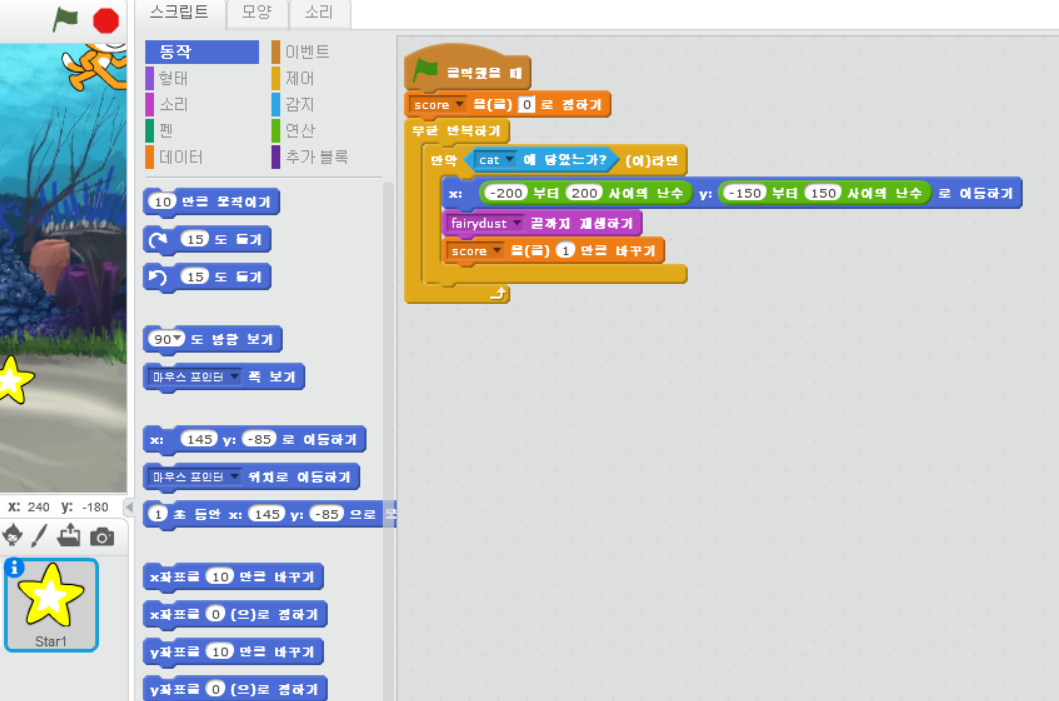 스크립트 모양 소리
동작 이벤트
형태 제어
소리 감지
펜 연산
데이터 추가 블록
10 만큼 움직이기
15 도 돌기
15 도 돌기
90 도 방향 보기
마우스 포인터 쪽 보기
x: 145 y: -85 로 이동하기
마우스 포인터 위치로 이동하기
1 초 동안 x: 145 y: -85 으로
x좌표를 10 만큼 바꾸기
x좌표를 0 (으)로 정하기
y좌표를 10 만큼 바꾸기
y좌표를 0 (으)로 정하기
클릭했을 때
score 을(를) 0 로 정하기
무한 반복하기
만약 cat 에 닿았는가? (이)라면
x: -200 부터 200 사이의 난수 y: -150 부터 150 사이의 난수 로 이동하기
fairydust 끝까지 재생하기
score 을(를) 1 만큼 바꾸기
x: 240 y: -180
Star1